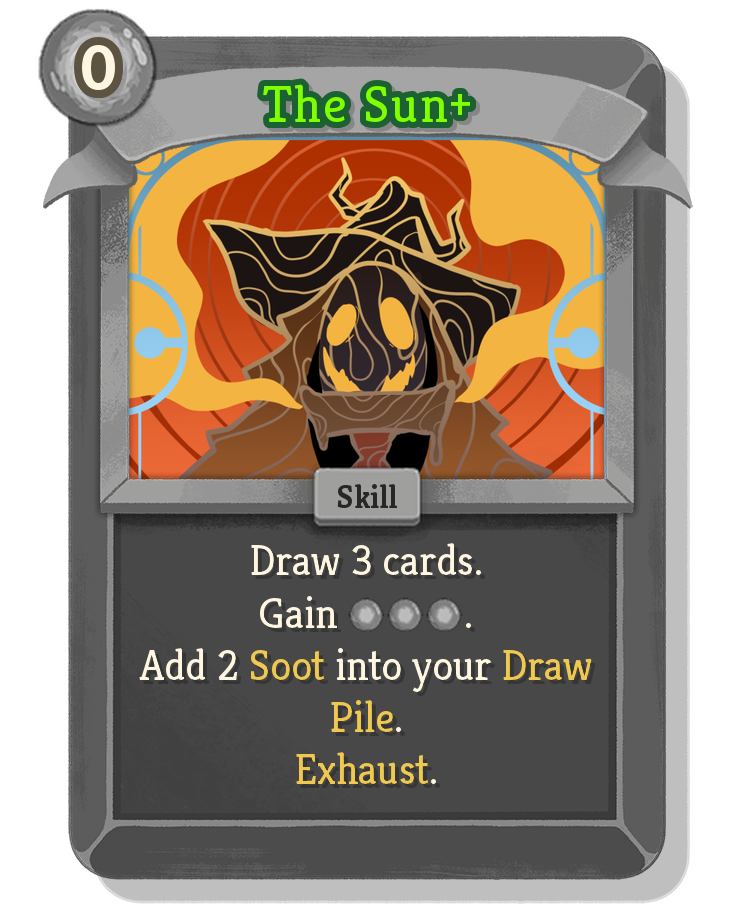 0
The Sun+
Skill
Draw 3 cards.
Gain .
Add 2 Soot into your Draw
Pile.
Exhaust.